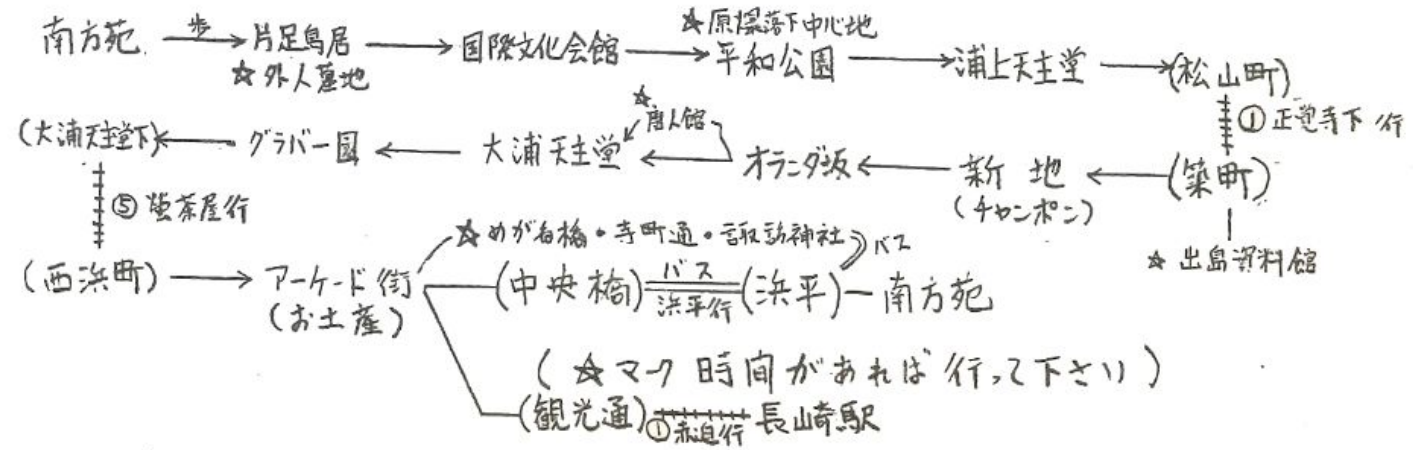 ☆原爆落下中心地
南方苑 歩→ 片足鳥居 → 国際文化会館 → 平和公園 → 浦上天主堂 → (松山町)
☆外人墓地
① 正覚寺下行
☆唐人館
(大浦天主堂下) ← グラバー園 ← 大浦天主堂 ← オランダ坂 ← 新地 ← (築町)
(チャンポン)
⑤ 蛍茶屋行
☆出島資料館
☆めがね橋・寺町通・諏訪神社 バス
(西浜町) → アーケード街 (中央橋) バス (浜平) ー 南方苑
(お土産) 浜平行
(☆マーク 時間があれば行って下さい)
(観光通) ①赤迫行 長崎駅